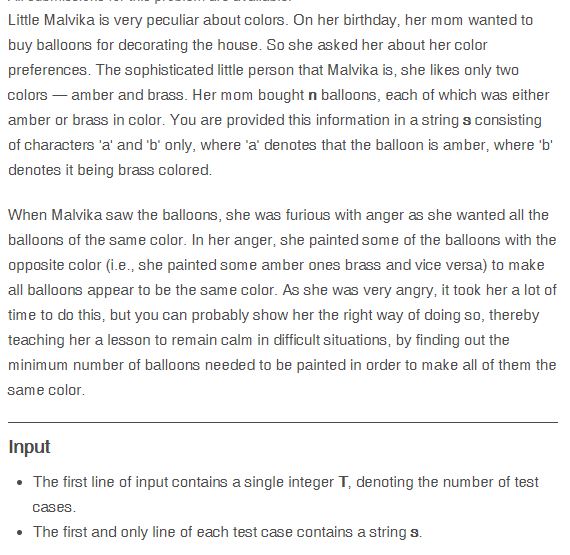 All submissions for this problem are available.
Little Malvika is very peculiar about colors. On her birthday, her mom wanted to
buy balloons for decorating the house. So she asked her about her color
preferences. The sophisticated little person that Malvika is, she likes only two
colors — amber and brass. Her mom bought n balloons, each of which was either
amber or brass in color. You are provided this information in a string s consisting
of characters 'a' and 'b' only, where 'a' denotes that the balloon is amber, where 'b'
denotes it being brass colored.
When Malvika saw the balloons, she was furious with anger as she wanted all the
balloons of the same color. In her anger, she painted some of the balloons with the
opposite color (i.e., she painted some amber ones brass and vice versa) to make
all balloons appear to be the same color. As she was very angry, it took her a lot of
time to do this, but you can probably show her the right way of doing so, thereby
teaching her a lesson to remain calm in difficult situations, by finding out the
minimum number of balloons needed to be painted in order to make all of them the
same color.
Input
• The first line of input contains a single integer T, denoting the number of test
cases.
• The first and only line of each test case contains a string s.